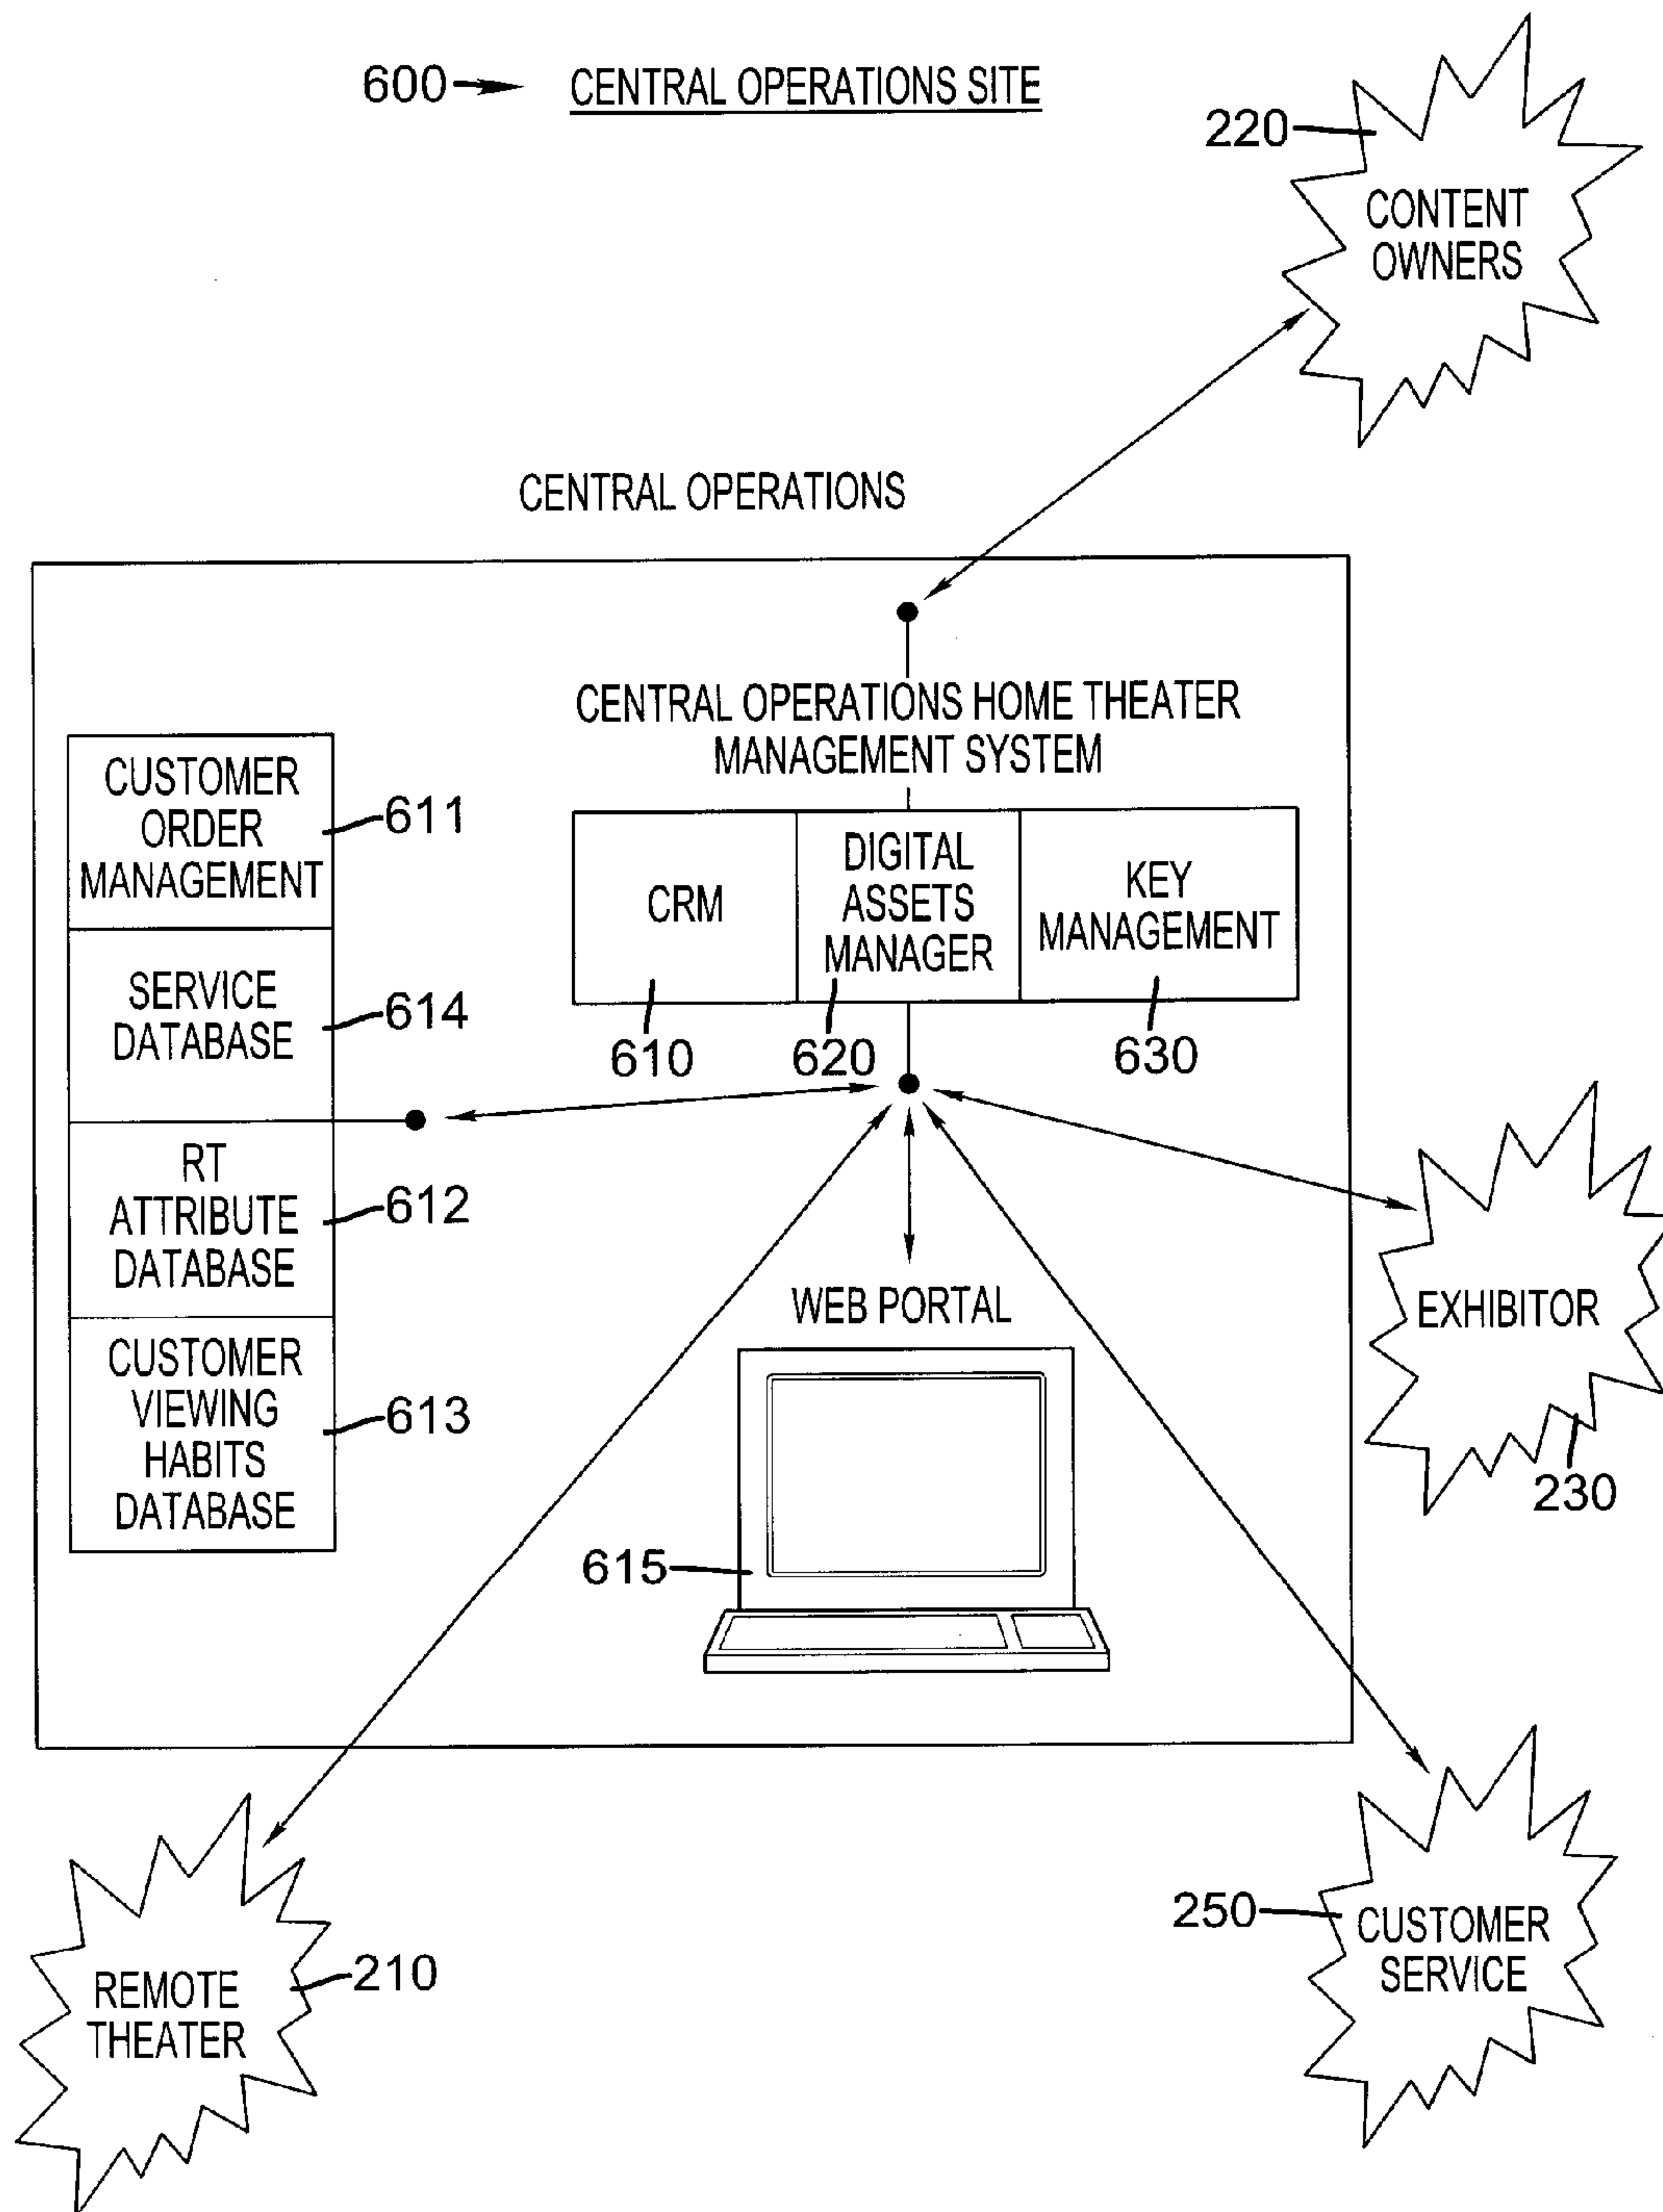 600 CENTRAL OPERATIONS SITE
220
CONTENT
OWNERS
CENTRAL OPERATIONS
CENTRAL OPERATIONS HOME THEATER
MANAGEMENT SYSTEM
CUSTOMER
ORDER
MANAGEMENT
611
SERVICE
DATABASE
614
RT
ATTRIBUTE
DATABASE
612
CUSTOMER
VIEWING
HABITS
DATABASE
613
CRM
610
DIGITAL
ASSETS
MANAGER
620
KEY
MANAGEMENT
630
WEB PORTAL
615
EXHIBITOR
230
REMOTE
THEATER
210
250
CUSTOMER
SERVICE